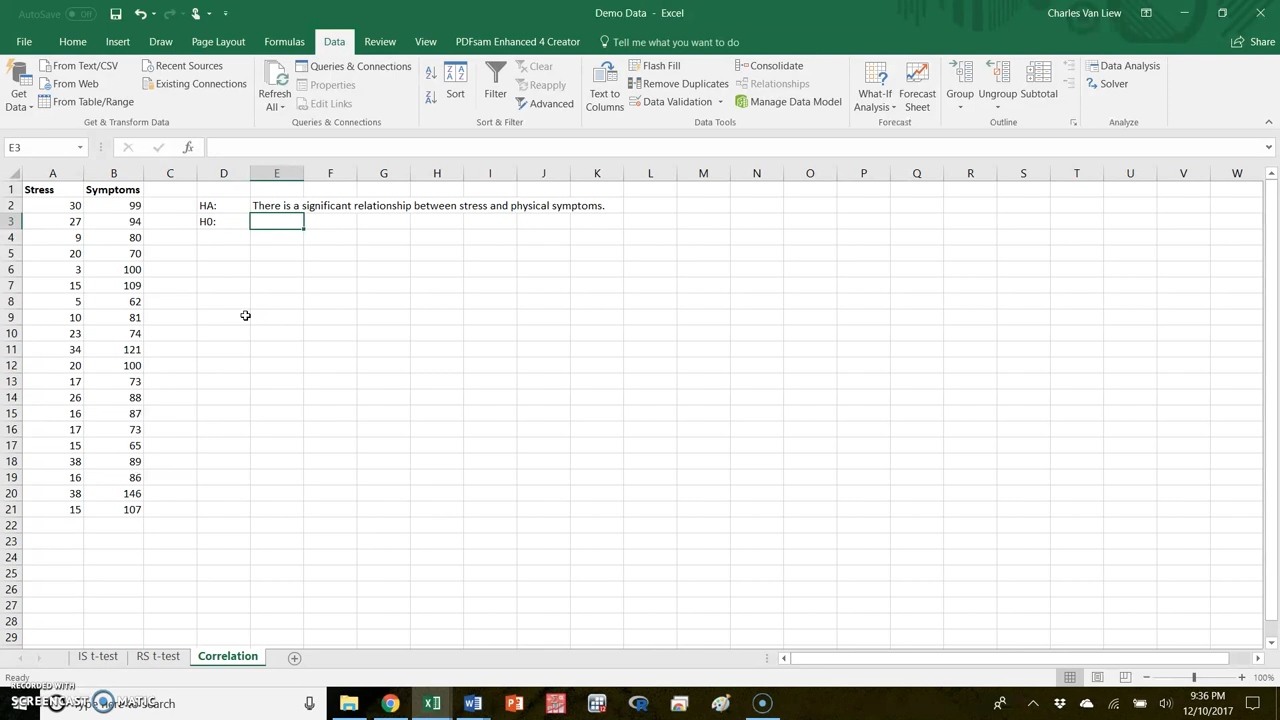 AutoSave Off
Demo Data - Excel
Charles Van Liew
File Home Insert Draw Page Layout Formulas Data Review View PDFsam Enhanced 4 Creator Tell me what you want to do Share
Get Data
From Text/CSV
From Web
From Table/Range
Recent Sources
Existing Connections
Get & Transform Data
Refresh All
Queries & Connections
Properties
Edit Links
Queries & Connections
Sort
Filter
Clear
Reapply
Advanced
Sort & Filter
Text to Columns
Flash Fill
Remove Duplicates
Data Validation
Consolidate
Relationships
Manage Data Model
Data Tools
What-If Analysis
Forecast Sheet
Forecast
Group
Ungroup
Subtotal
Outline
Data Analysis
Solver
Analyze
E3 fx
A B C D E F G H I J K L M N O P Q R S T U V W
1 Stress Symptoms
2 30 99 HA: There is a significant relationship between stress and physical symptoms.
3 27 94 H0:
4 9 80
5 20 70
6 3 100
7 15 109
8 5 62
9 10 81
10 23 74
11 34 121
12 20 100
13 17 73
14 26 88
15 16 87
16 17 73
17 15 65
18 38 89
19 16 86
20 38 146
21 15 107
22
23
24
25
26
27
28
29
IS t-test RS t-test Correlation
Ready 100%
RECORDED WITH
SCREENCAST MATIC
here to search
9:36 PM
12/10/2017